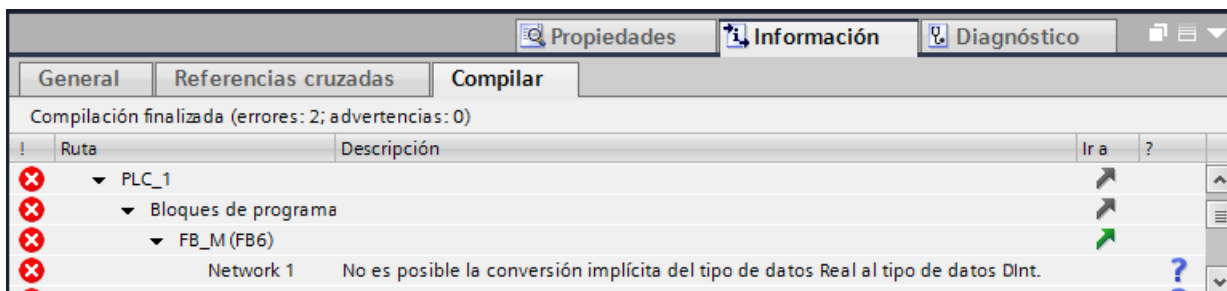 Propiedades Información Diagnóstico
General Referencias cruzadas Compilar
Compilación finalizada (errores: 2; advertencias: 0)
! Ruta Descripción Ir a ?
PLC_1
Bloques de programa
FB_M (FB6)
Network 1 No es posible la conversión implícita del tipo de datos Real al tipo de datos DInt. ?